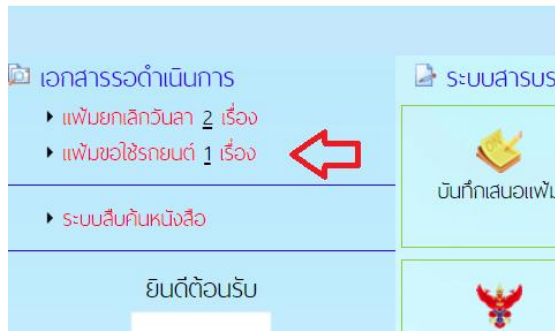 เอกสารรอดำเนินการ
แฟ้มยกเลิกวันลา 2 เรื่อง
แฟ้มขอใช้รถยนต์ 1 เรื่อง
ระบบสืบค้นหนังสือ
ยินดีต้อนรับ
ระบบสารบร
บันทึกเสนอแฟ้ม